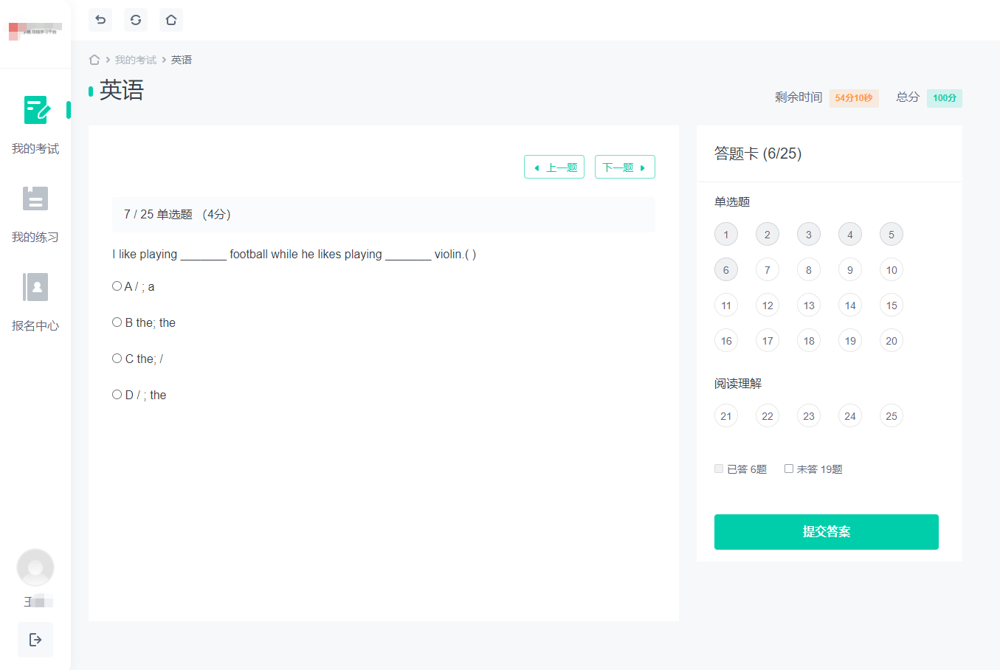 在线学习平台
我的考试
我的练习
报名中心
王
我的考试
英语
英语
剩余时间 54分10秒 总分 100分
上一题 下一题
7 / 25 单选题 （4分）
I like playing _______ football while he likes playing _______ violin.( )
A / ; a
B the; the
C the; /
D / ; the
答题卡 (6/25)
单选题
1 2 3 4 5
6 7 8 9 10
11 12 13 14 15
16 17 18 19 20
阅读理解
21 22 23 24 25
已答 6题 未答 19题
提交答案